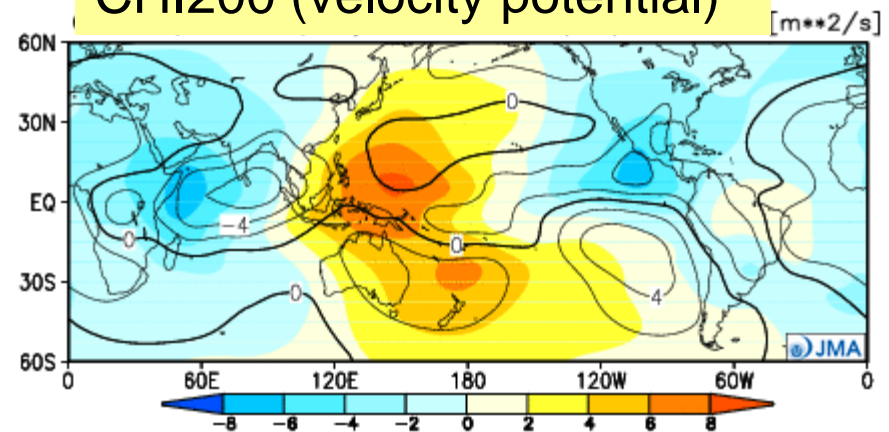 CHI200 (velocity potential)
[m**2/s]
60N
30N
EQ
30S
60S
0
0
0
0
-4
4
JMA
0 60E 120E 180 120W 60W 0
-8 -6 -4 -2 0 2 4 6 8